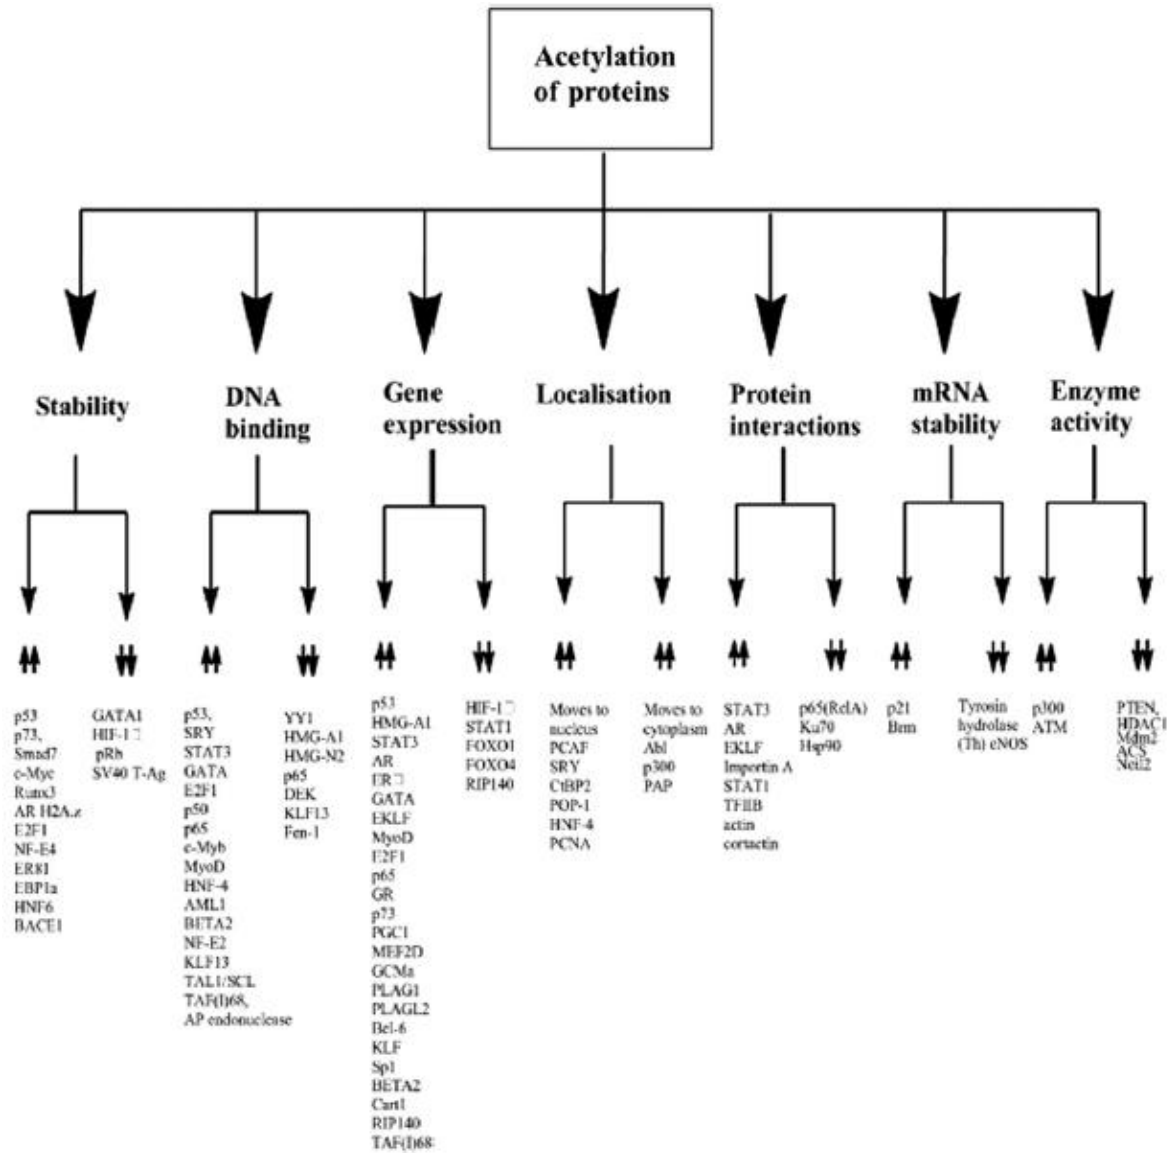 Acetylation
of proteins
Stability
DNA
binding
Gene
expression
Localisation
Protein
interactions
mRNA
stability
Enzyme
activity
p53
p73,
Smad7
c-Myc
Runx3
AR H2A.z
E2F1
NF-E4
ER81
EBP1a
HNF6
BACE1
GATA1
HIF-1□
pRb
SV40 T-Ag
p53,
SRY
STAT3
GATA
E2F1
p50
p65
c-Myb
MyoD
HNF-4
AML1
BETA2
NF-E2
KLF13
TAL1/SCL
TAF(I)68,
AP endonuclease
YY1
HMG-A1
HMG-N2
p65
DEK
KLF13
Fen-1
p53
HMG-A1
STAT3
AR
ER□
GATA
EKLF
MyoD
E2F1
p65
GR
p73
PGC1
MEF2D
GCMa
PLAG1
PLAGL2
Bcl-6
KLF
Sp1
BETA2
Cart1
RIP140
TAF(I)68
HIF-1□
STAT1
FOXO1
FOXO4
RIP140
Moves to
nucleus
PCAF
SRY
CtBP2
POP-1
HNF-4
PCNA
Moves to
cytoplasm
Abl
p300
PAP
STAT3
AR
EKLF
Importin A
STAT1
TFIIB
actin
cortactin
p65(RelA)
Ku70
Hsp90
p21
Brm
Tyrosin
hydrolase
(Th) eNOS
p300
ATM
PTEN,
HDAC1
Mdm2
ACS
Neil2